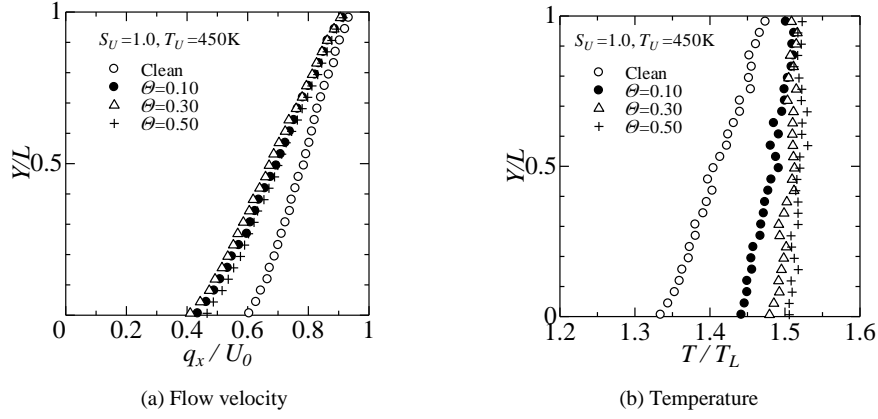 1
0.5
0
Y/L
S_U=1.0, T_U=450K
Clean
Θ=0.10
Θ=0.30
Θ=0.50
0 0.2 0.4 0.6 0.8 1
q_x / U_0
(a) Flow velocity
1
0.5
0
Y/L
S_U=1.0, T_U=450K
Clean
Θ=0.10
Θ=0.30
Θ=0.50
1.2 1.3 1.4 1.5 1.6
T / T_L
(b) Temperature